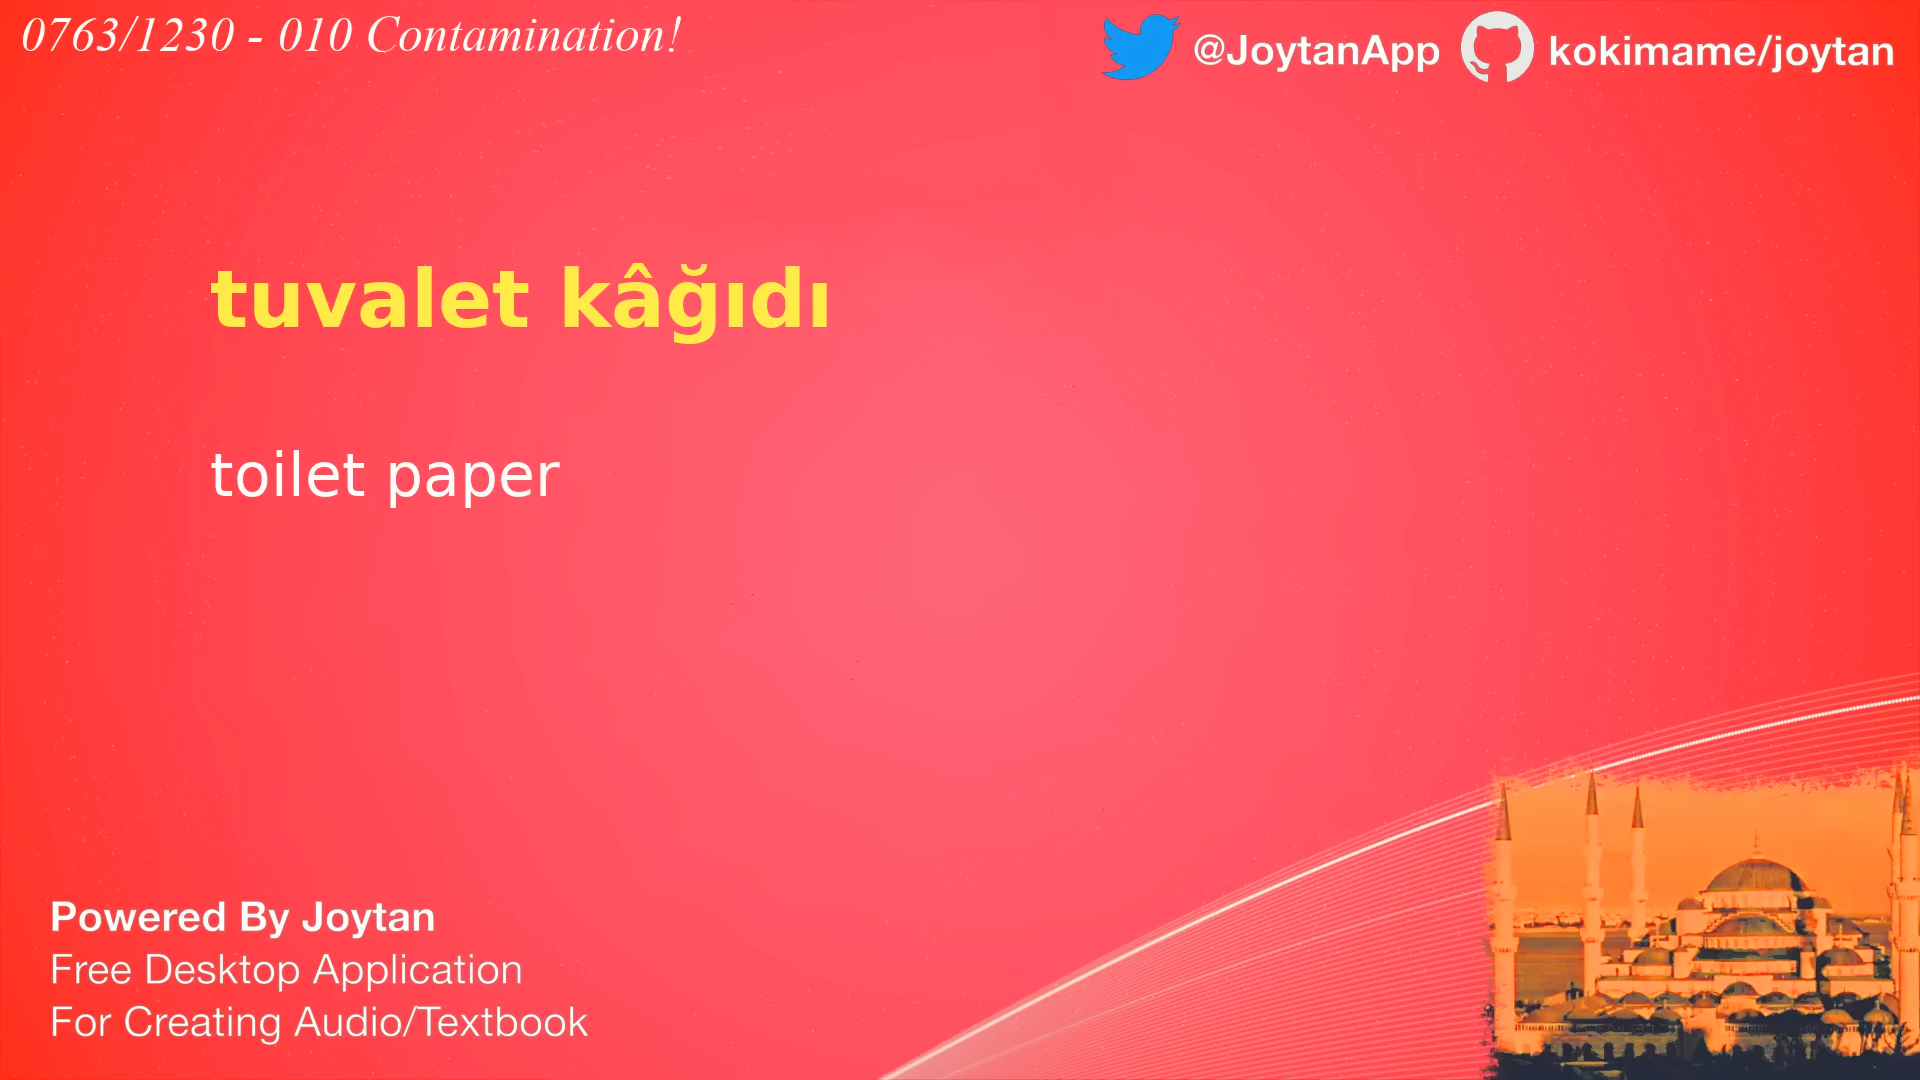 0763/1230 - 010 Contamination!
@JoytanApp
kokimame/joytan
tuvalet kâğıdı
toilet paper
Powered By Joytan
Free Desktop Application
For Creating Audio/Textbook